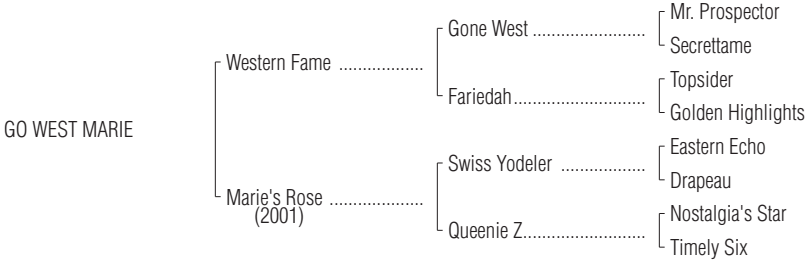 Mr. Prospector
Gone West ........................
Secrettame
Western Fame ..................
Topsider
Fariedah............................
Golden Highlights
GO WEST MARIE
Eastern Echo
Swiss Yodeler ..................
Drapeau
Marie's Rose ....................
(2001)
Nostalgia's Star
Queenie Z..........................
Timely Six